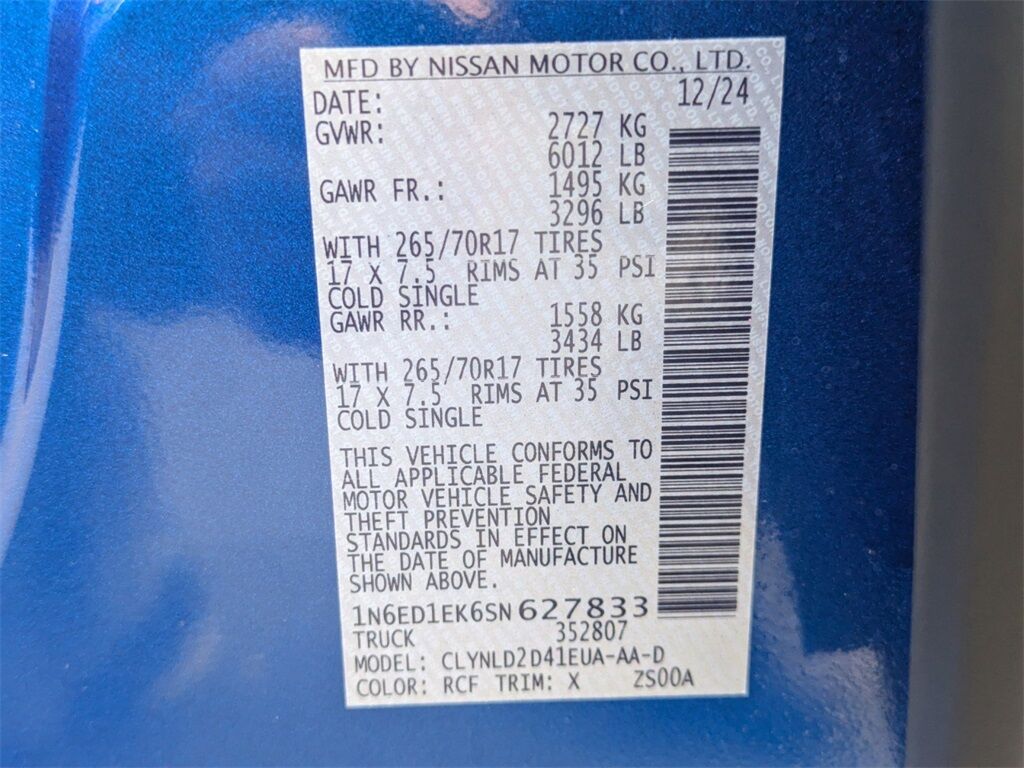 MFD BY NISSAN MOTOR CO., LTD.
DATE: 12/24
GVWR: 2727 KG
6012 LB
GAWR FR.: 1495 KG
3296 LB
WITH 265/70R17 TIRES
17 X 7.5 RIMS AT 35 PSI
COLD SINGLE
GAWR RR.: 1558 KG
3434 LB
WITH 265/70R17 TIRES
17 X 7.5 RIMS AT 35 PSI
COLD SINGLE
THIS VEHICLE CONFORMS TO
ALL APPLICABLE FEDERAL
MOTOR VEHICLE SAFETY AND
THEFT PREVENTION
STANDARDS IN EFFECT ON
THE DATE OF MANUFACTURE
SHOWN ABOVE.
1N6ED1EK6SN627833
TRUCK 352807
MODEL: CLYNLD2D41EUA-AA-D
COLOR: RCF TRIM: X ZS00A